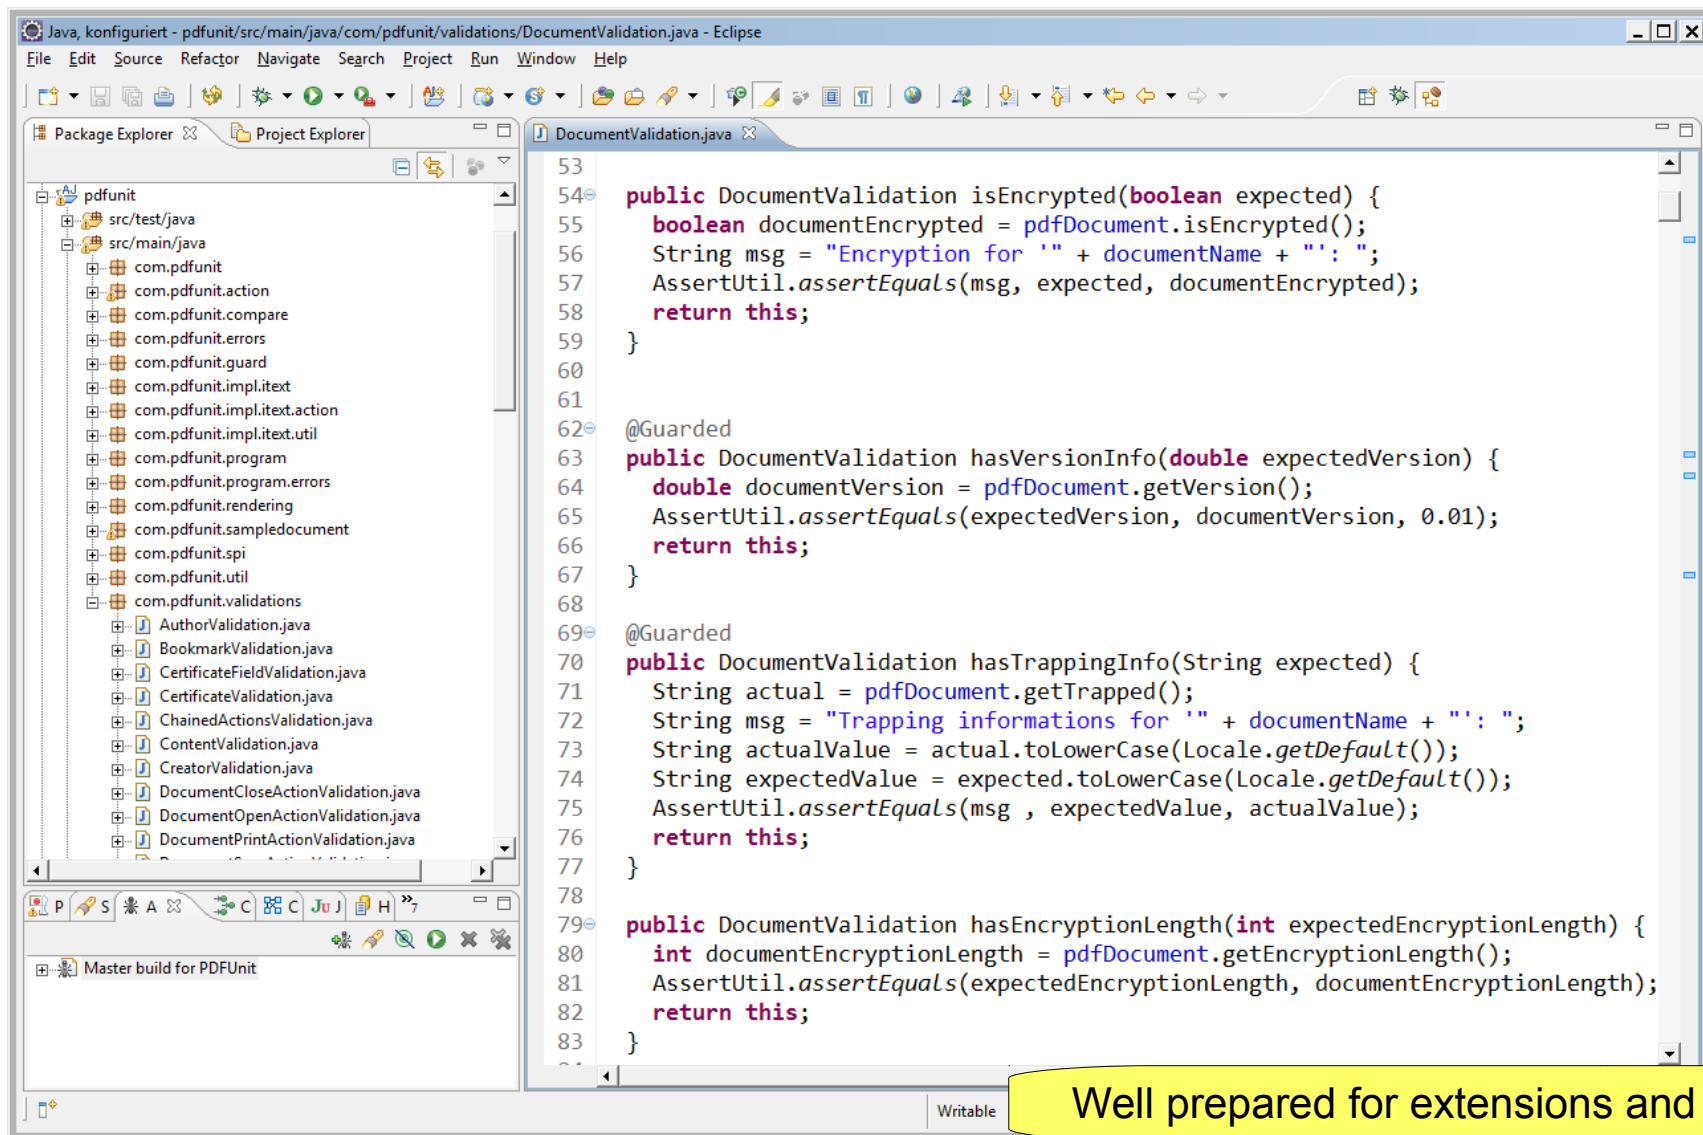 Java, konfiguriert - pdfunit/src/main/java/com/pdfunit/validations/DocumentValidation.java - Eclipse
File Edit Source Refactor Navigate Search Project Run Window Help
Package Explorer Project Explorer
pdfunit
src/test/java
src/main/java
com.pdfunit
com.pdfunit.action
com.pdfunit.compare
com.pdfunit.errors
com.pdfunit.guard
com.pdfunit.impl.itext
com.pdfunit.impl.itext.action
com.pdfunit.impl.itext.util
com.pdfunit.program
com.pdfunit.program.errors
com.pdfunit.rendering
com.pdfunit.sampledocument
com.pdfunit.spi
com.pdfunit.util
com.pdfunit.validations
AuthorValidation.java
BookmarkValidation.java
CertificateFieldValidation.java
CertificateValidation.java
ChainedActionsValidation.java
ContentValidation.java
CreatorValidation.java
DocumentCloseActionValidation.java
DocumentOpenActionValidation.java
DocumentPrintActionValidation.java
P S A C C J H »7
Master build for PDFUnit
DocumentValidation.java
53
54 public DocumentValidation isEncrypted(boolean expected) {
55 boolean documentEncrypted = pdfDocument.isEncrypted();
56 String msg = "Encryption for '" + documentName + "': ";
57 AssertUtil.assertEquals(msg, expected, documentEncrypted);
58 return this;
59 }
60
61
62 @Guarded
63 public DocumentValidation hasVersionInfo(double expectedVersion) {
64 double documentVersion = pdfDocument.getVersion();
65 AssertUtil.assertEquals(expectedVersion, documentVersion, 0.01);
66 return this;
67 }
68
69 @Guarded
70 public DocumentValidation hasTrappingInfo(String expected) {
71 String actual = pdfDocument.getTrapped();
72 String msg = "Trapping informations for '" + documentName + "': ";
73 String actualValue = actual.toLowerCase(Locale.getDefault());
74 String expectedValue = expected.toLowerCase(Locale.getDefault());
75 AssertUtil.assertEquals(msg , expectedValue, actualValue);
76 return this;
77 }
78
79 public DocumentValidation hasEncryptionLength(int expectedEncryptionLength) {
80 int documentEncryptionLength = pdfDocument.getEncryptionLength();
81 AssertUtil.assertEquals(expectedEncryptionLength, documentEncryptionLength);
82 return this;
83 }
Writable
Well prepared for extensions and